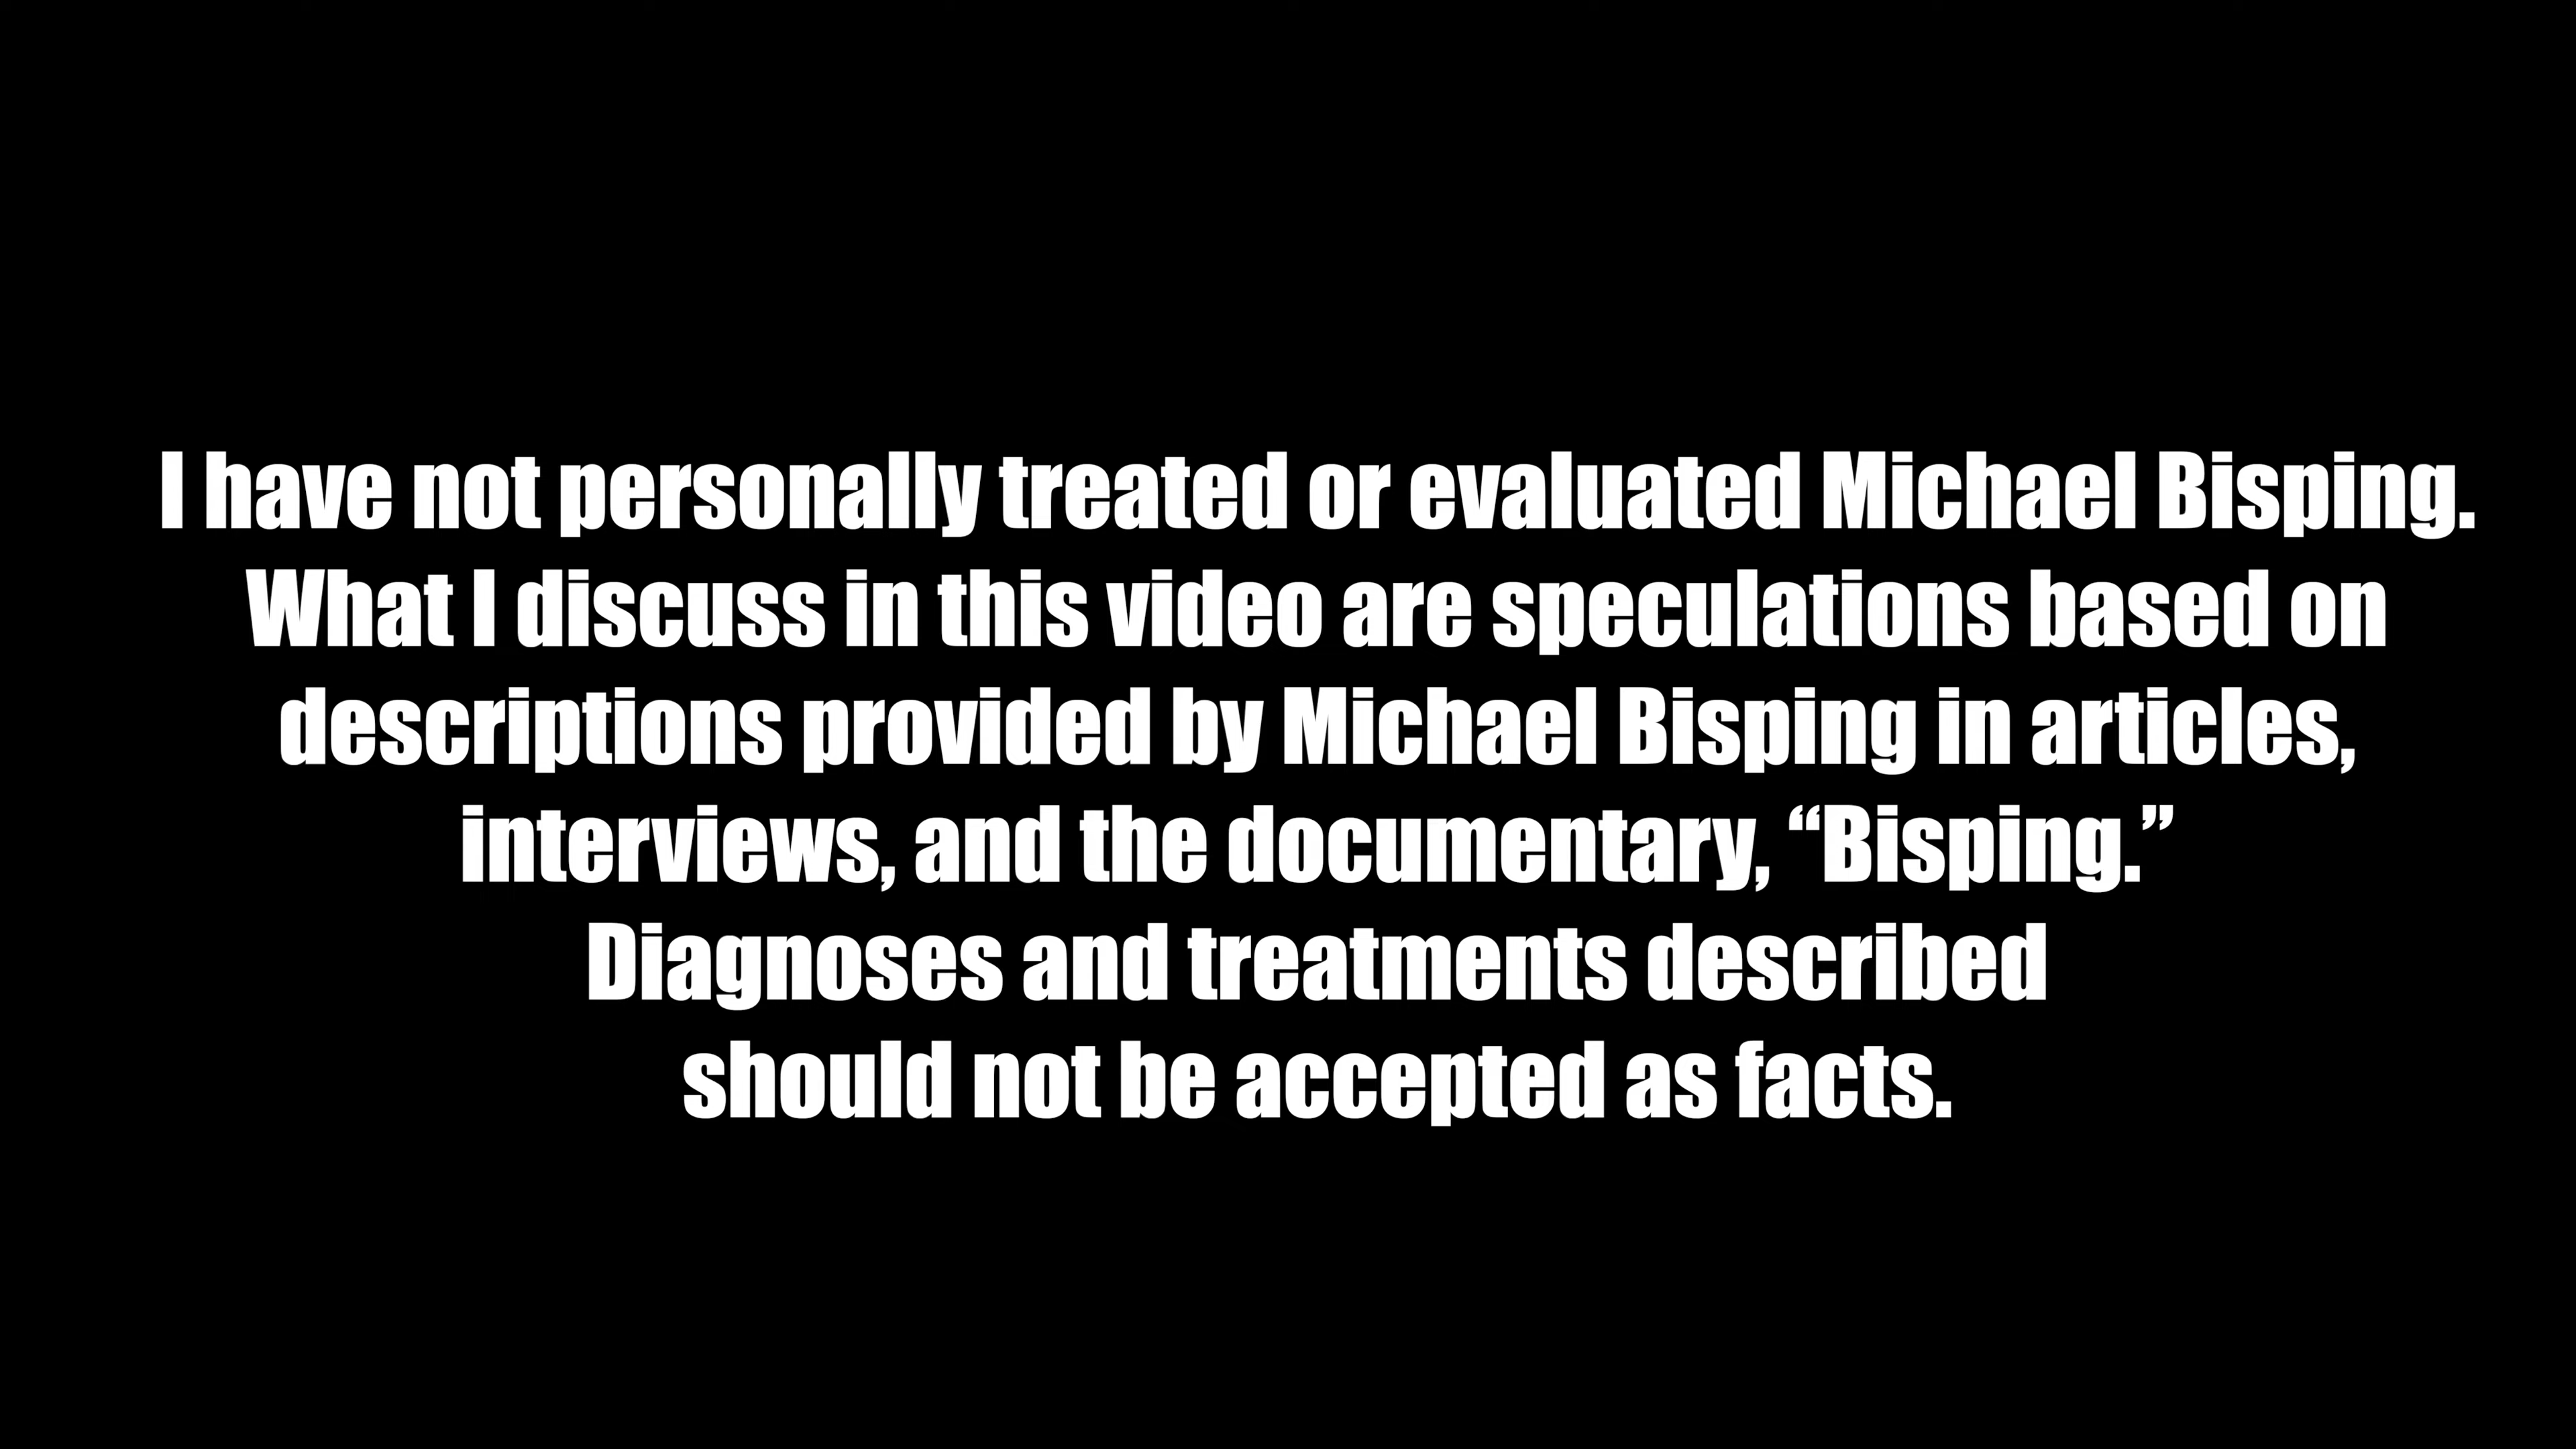 I have not personally treated or evaluated Michael Bisping.
What I discuss in this video are speculations based on
descriptions provided by Michael Bisping in articles,
interviews, and the documentary, “Bisping.”
Diagnoses and treatments described
should not be accepted as facts.